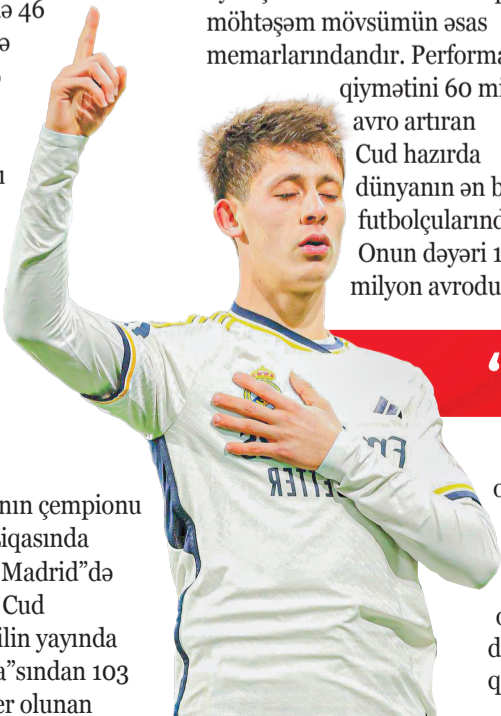 ə 46
möhtəşəm mövsümün əsas
memarlarındandır. Performa
qiymətini 60 mi
avro artıran
Cud hazırda
dünyanın ən b
futbolçularınd
Onun dəyəri 1
milyon avrodu
nın çempionu
iqasında
Madrid”də
Cud
ilin yayında
a”sından 103
er olunan